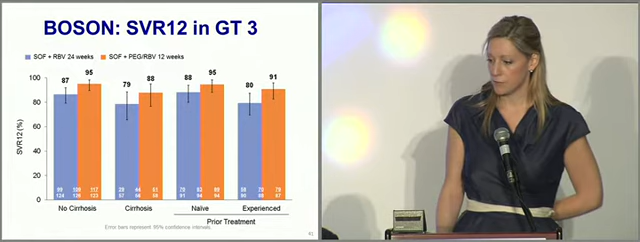 BOSON: SVR12 in GT 3
SOF + RBV 24 weeks SOF + PEG/RBV 12 weeks
SVR12 (%)
100
80
60
40
20
0
87 95 79 88 88 95 80 91
No Cirrhosis Cirrhosis Naïve Experienced
Prior Treatment
Error bars represent 95% confidence intervals.